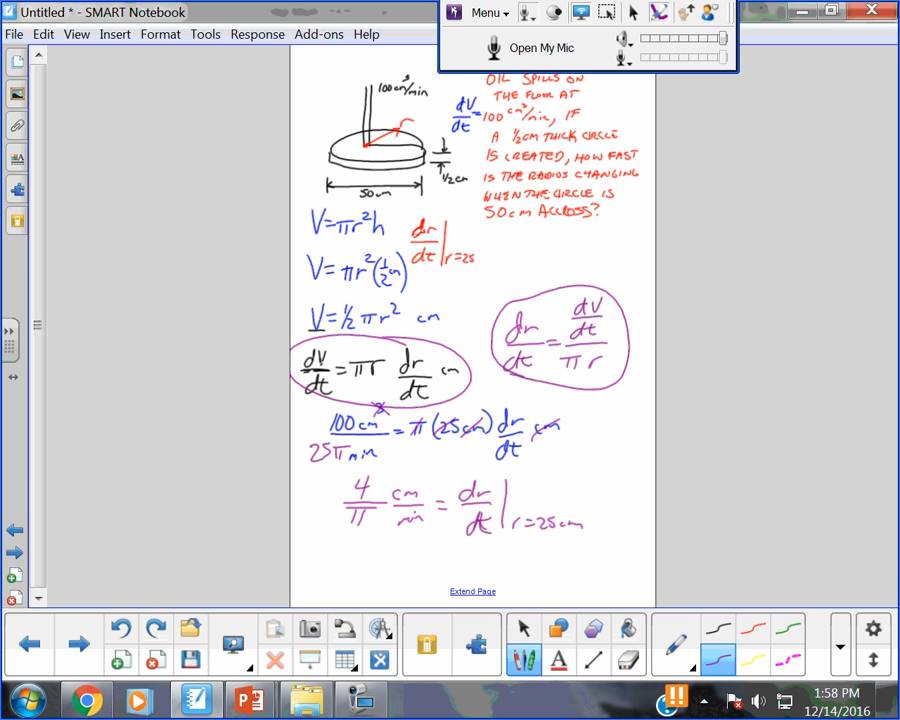 Untitled * - SMART Notebook
Menu
Open My Mic
File Edit View Insert Format Tools Response Add-ons Help
100 cm³/min
r
1/2 cm
50 cm
dV/dt =
OIL SPILLS ON
THE FLOOR AT
100 cm³/min, IF
A 1/2 CM THICK CIRCLE
IS CREATED, HOW FAST
IS THE RADIUS CHANGING
WHEN THE CIRCLE IS
50 cm ACCROSS?
V = πr²h
dr/dt | r=25
V = πr²(1/2 cm)
V = 1/2 πr² cm
dV/dt = πr dr/dt cm
dr/dt = dV/dt / πr
100 cm³ / 25π min = π(25cm) dr/dt cm
4/π cm/min = dr/dt | r=25cm
Extend Page
1:58 PM
12/14/2016